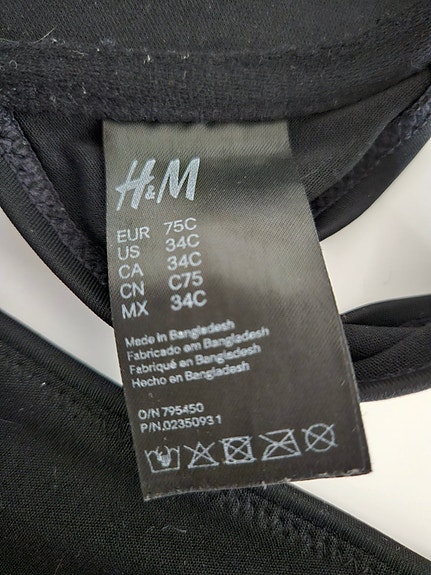 H&M
EUR 75C
US 34C
CA 34C
CN C75
MX 34C
Made in Bangladesh
Fabricado em Bangladesh
Fabriqué en Bangladesh
Hecho en Bangladesh
O/N 795450
P/N.02350931